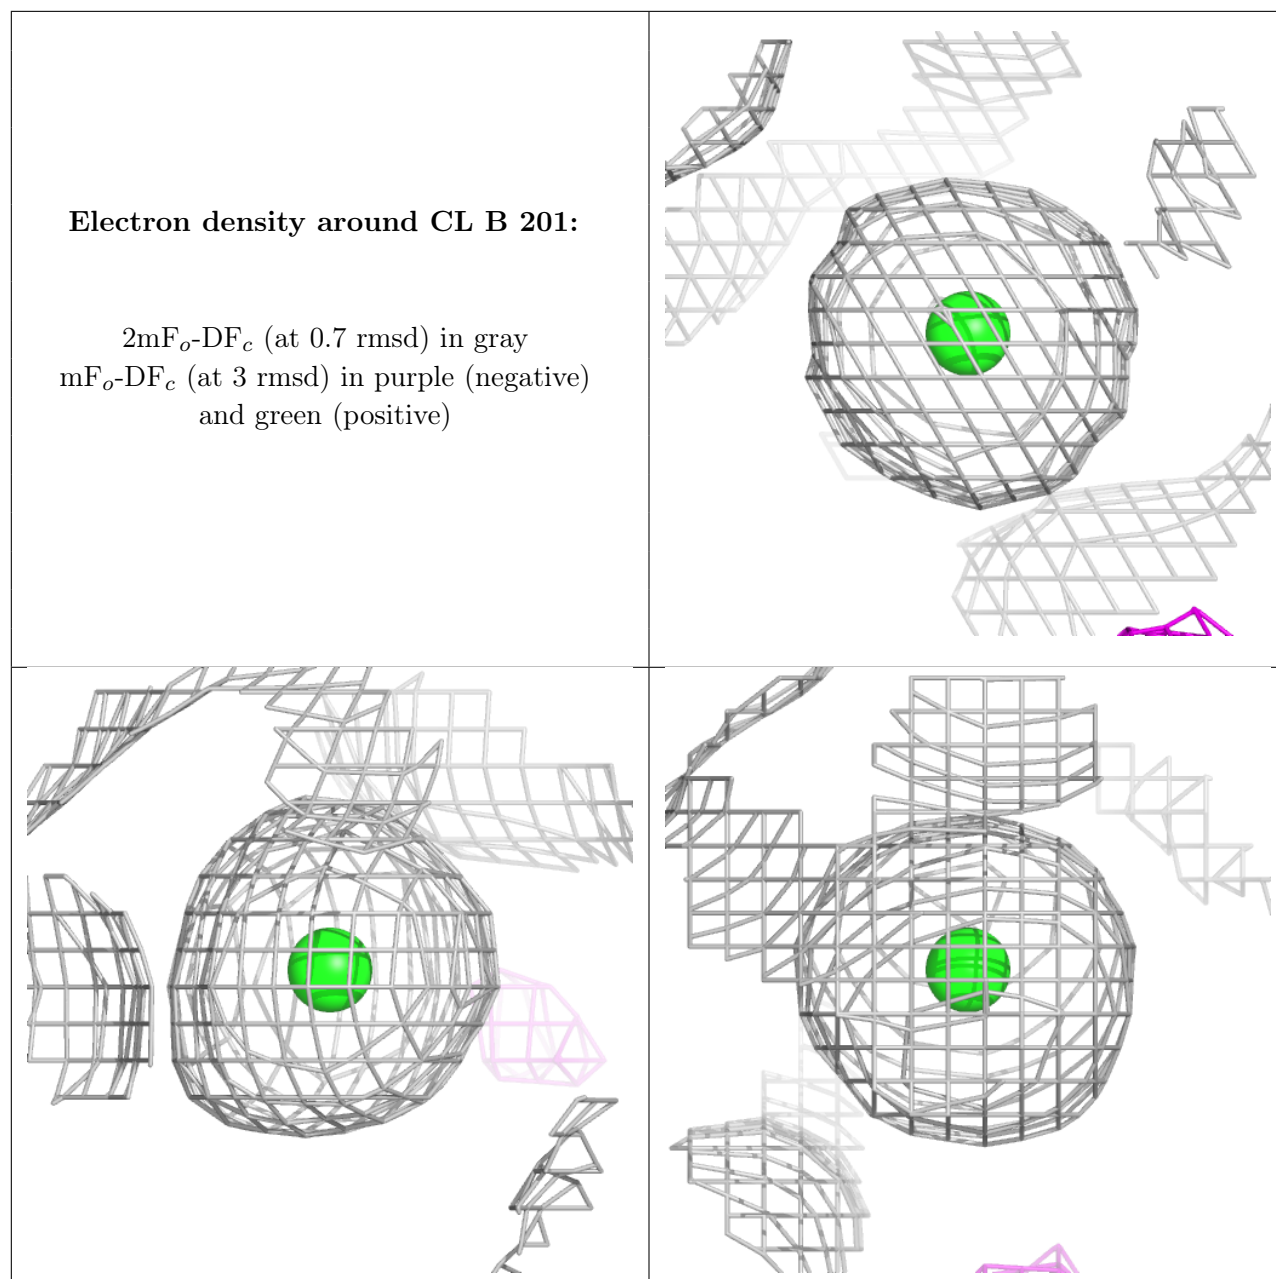 Electron density around CL B 201:
2mFₒ-DF𝑐 (at 0.7 rmsd) in gray
mFₒ-DF𝑐 (at 3 rmsd) in purple (negative)
and green (positive)